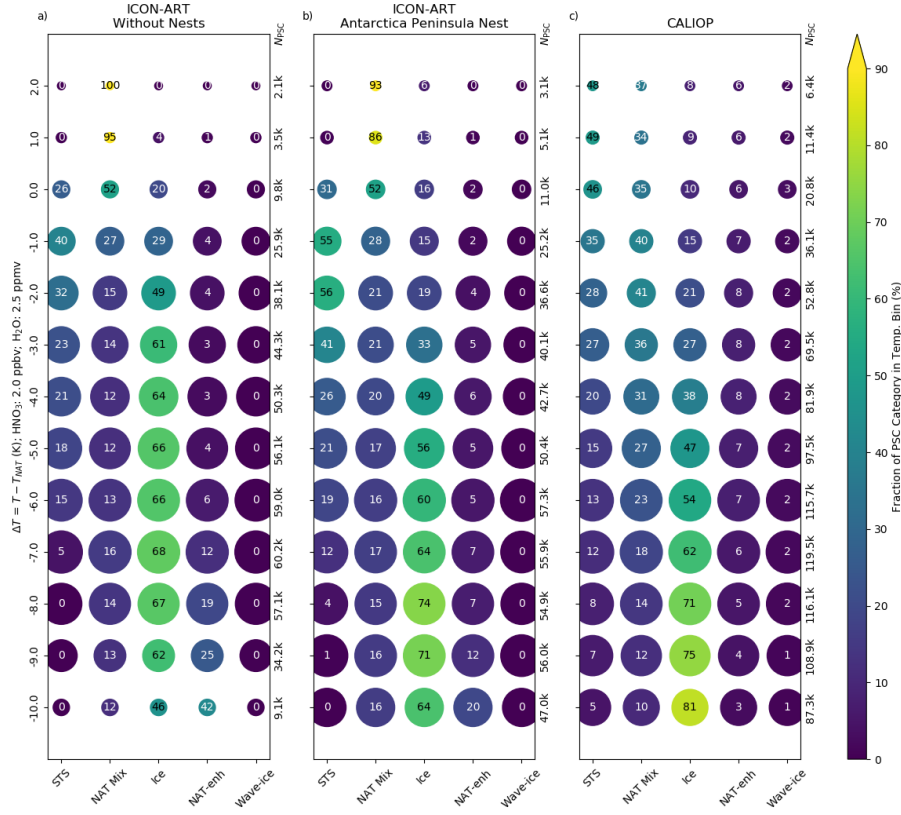 a)
ICON-ART
Without Nests
N_PSC
2.0 0 100 0 0 0 2.1k
1.0 0 95 4 1 0 3.5k
0.0 26 52 20 2 0 9.8k
-1.0 40 27 29 4 0 25.9k
-2.0 32 15 49 4 0 38.1k
-3.0 23 14 61 3 0 44.3k
-4.0 21 12 64 3 0 50.3k
-5.0 18 12 66 4 0 56.1k
-6.0 15 13 66 6 0 59.0k
-7.0 5 16 68 12 0 60.2k
-8.0 0 14 67 19 0 57.1k
-9.0 0 13 62 25 0 34.2k
-10.0 0 12 46 42 0 9.1k
STS NAT Mix Ice NAT-enh Wave-ice
ΔT = T − T_NAT (K); HNO₃: 2.0 ppbv; H₂O: 2.5 ppmv
b)
ICON-ART
Antarctica Peninsula Nest
N_PSC
0 93 6 0 0 3.1k
0 86 13 1 0 5.1k
31 52 16 2 0 11.0k
55 28 15 2 0 25.2k
56 21 19 4 0 36.6k
41 21 33 5 0 40.1k
26 20 49 6 0 42.7k
21 17 56 5 0 50.4k
19 16 60 5 0 57.3k
12 17 64 7 0 55.9k
4 15 74 7 0 54.9k
1 16 71 12 0 56.0k
0 16 64 20 0 47.0k
STS NAT Mix Ice NAT-enh Wave-ice
c)
CALIOP
N_PSC
48 37 8 6 2 6.4k
49 34 9 6 2 11.4k
46 35 10 6 3 20.8k
35 40 15 7 2 36.1k
28 41 21 8 2 52.8k
27 36 27 8 2 69.5k
20 31 38 8 2 81.9k
15 27 47 7 2 97.5k
13 23 54 7 2 115.7k
12 18 62 6 2 119.5k
8 14 71 5 2 116.1k
7 12 75 4 1 108.9k
5 10 81 3 1 87.3k
STS NAT Mix Ice NAT-enh Wave-ice
90
80
70
60
50
40
30
20
10
0
Fraction of PSC Category in Temp. Bin (%)